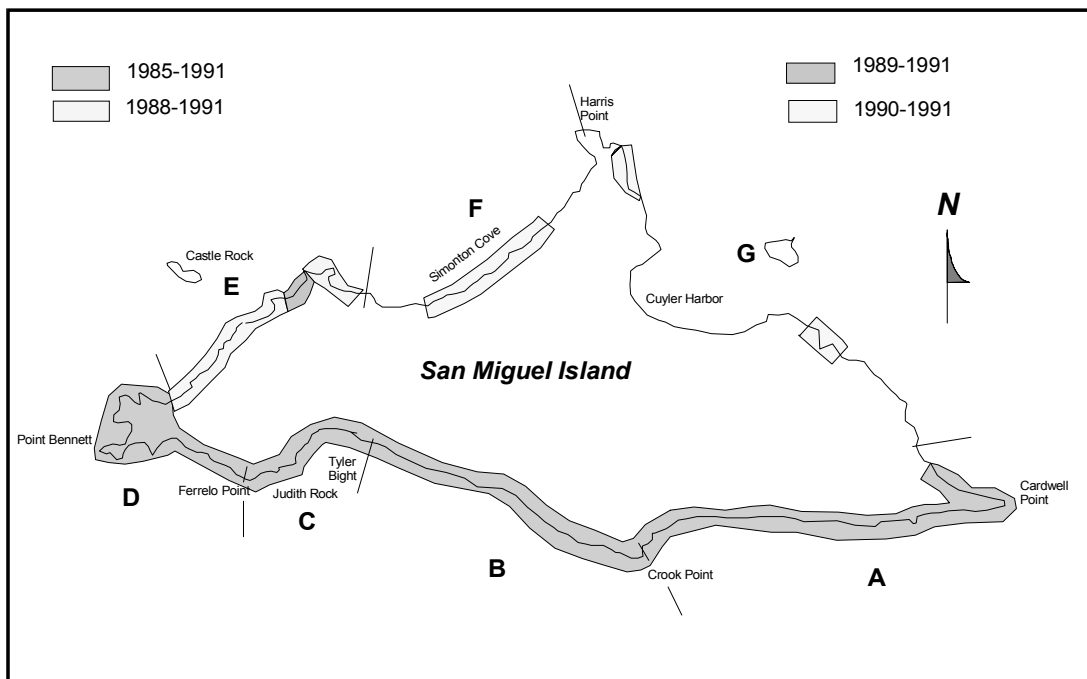 1985-1991
1988-1991
1989-1991
1990-1991
Harris
Point
N
F
Simonton Cove
G
Castle Rock
E
Cuyler Harbor
San Miguel Island
Point Bennett
Tyler
Bight
Ferrelo Point
Judith Rock
D
C
B
Crook Point
A
Cardwell
Point